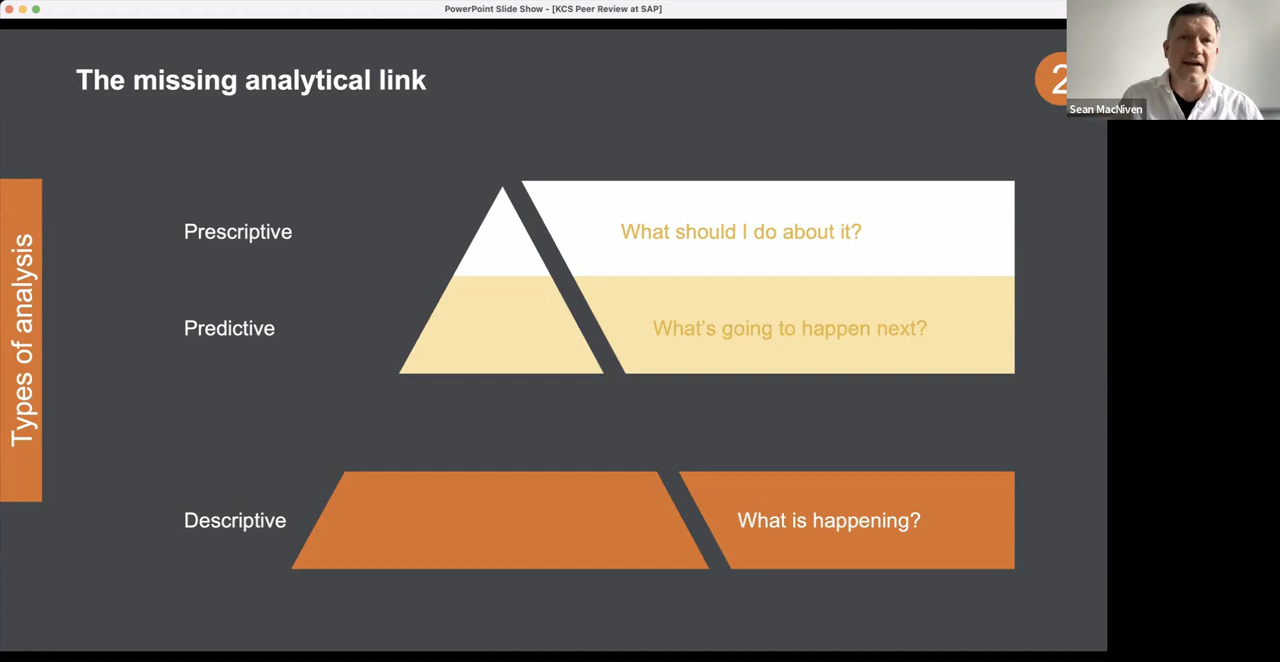 PowerPoint Slide Show - [KCS Peer Review at SAP]
The missing analytical link
2
Sean MacNiven
Types of analysis
Prescriptive
What should I do about it?
Predictive
What's going to happen next?
Descriptive
What is happening?